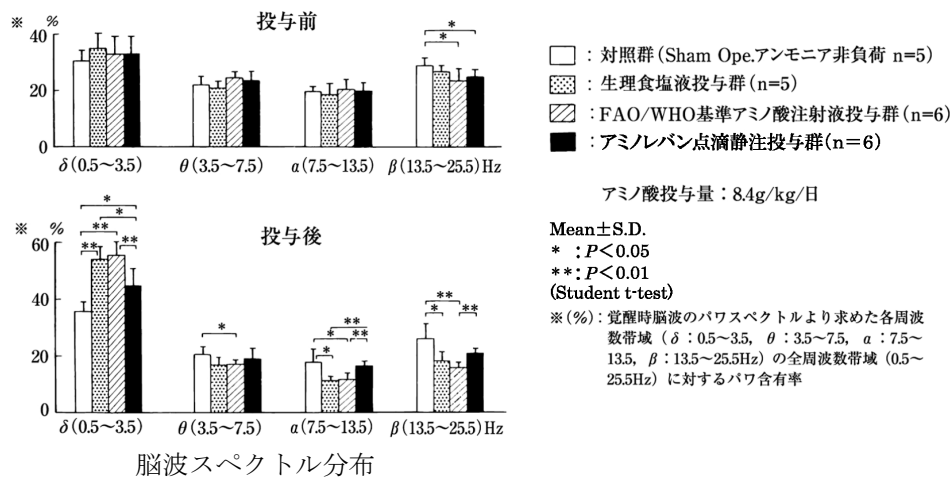 投与前
※ %
40
20
0
* 
*
δ(0.5〜3.5) θ(3.5〜7.5) α(7.5〜13.5) β(13.5〜25.5)Hz
投与後
※ %
60
40
20
0
*
*
**
** **
*
**
* **
*
**
* **
δ(0.5〜3.5) θ(3.5〜7.5) α(7.5〜13.5) β(13.5〜25.5)Hz
脳波スペクトル分布
：対照群(Sham Ope.アンモニア非負荷 n=5)
：生理食塩液投与群(n=5)
：FAO/WHO基準アミノ酸注射液投与群(n=6)
：アミノレバン点滴静注投与群(n＝6)
アミノ酸投与量：8.4g/kg/日
Mean±S.D.
* :P<0.05
**:P<0.01
(Student t-test)
※(%)：覚醒時脳波のパワスペクトルより求めた各周波
数帯域（δ：0.5〜3.5, θ：3.5〜7.5, α：7.5〜
13.5, β：13.5〜25.5Hz）の全周波数帯域（0.5〜
25.5Hz）に対するパワ含有率